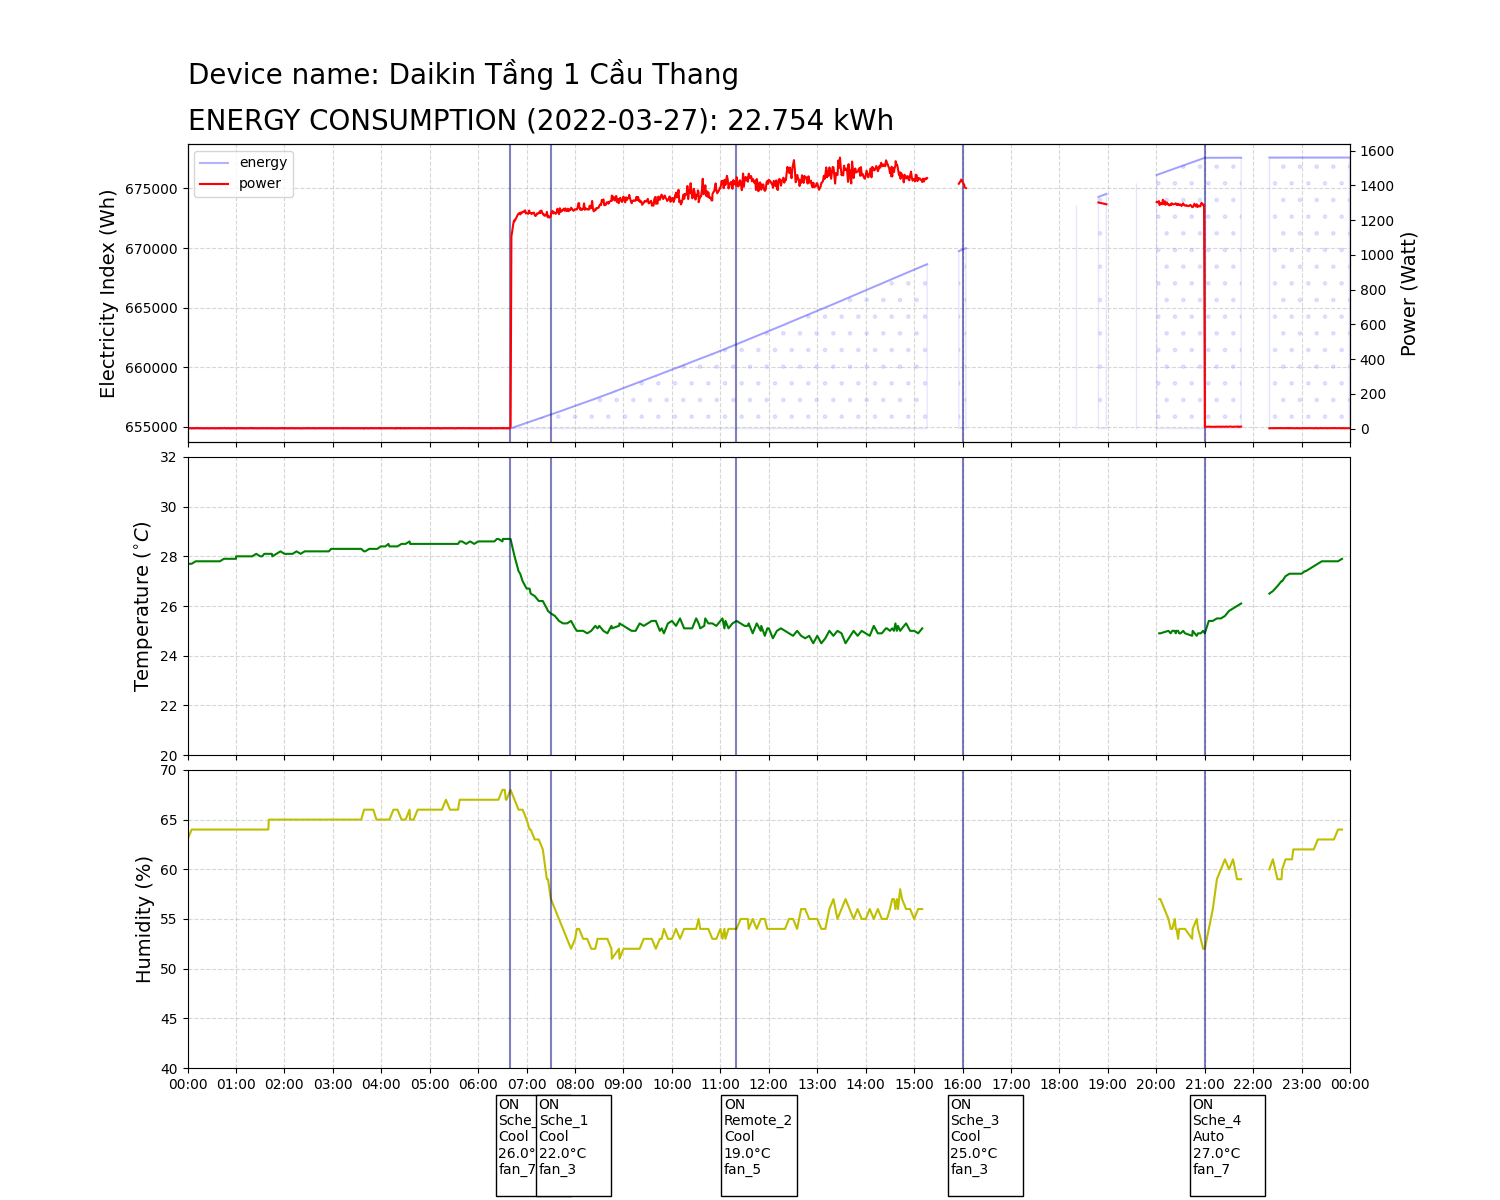 Device name: Daikin Tầng 1 Cầu Thang
ENERGY CONSUMPTION (2022-03-27): 22.754 kWh
energy
power
Electricity Index (Wh)
675000
670000
665000
660000
655000
1600
1400
1200
1000
800
600
400
200
0
Power (Watt)
Temperature (°C)
32
30
28
26
24
22
20
Humidity (%)
70
65
60
55
50
45
40
00:00 01:00 02:00 03:00 04:00 05:00 06:00 07:00 08:00 09:00 10:00 11:00 12:00 13:00 14:00 15:00 16:00 17:00 18:00 19:00 20:00 21:00 22:00 23:00 00:00
ON
Sche_
Cool
26.0°
fan_7
ON
Sche_1
Cool
22.0°C
fan_3
ON
Remote_2
Cool
19.0°C
fan_5
ON
Sche_3
Cool
25.0°C
fan_3
ON
Sche_4
Auto
27.0°C
fan_7